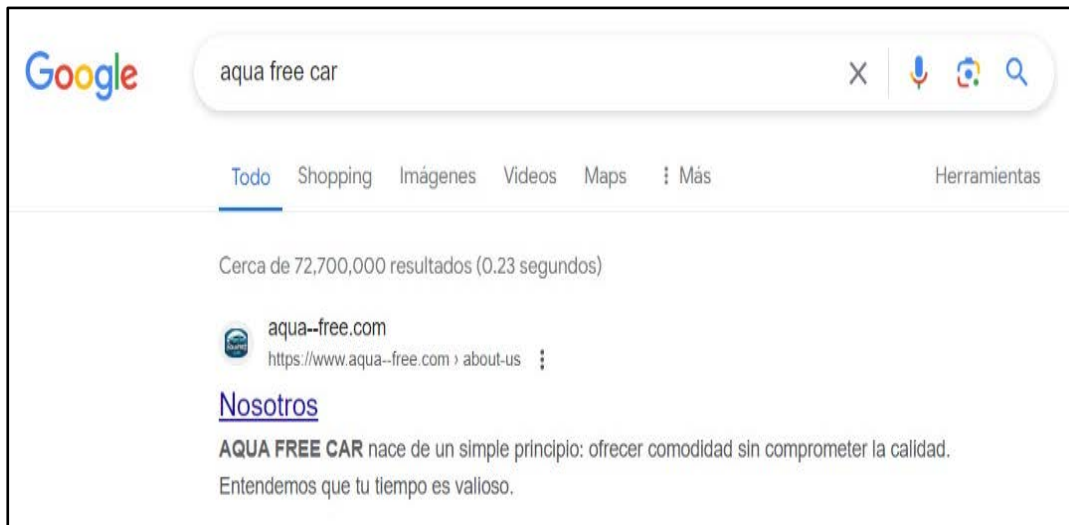 Google
aqua free car
Todo Shopping Imágenes Videos Maps Más Herramientas
Cerca de 72,700,000 resultados (0.23 segundos)
aqua--free.com
https://www.aqua--free.com › about-us
Nosotros
AQUA FREE CAR nace de un simple principio: ofrecer comodidad sin comprometer la calidad.
Entendemos que tu tiempo es valioso.